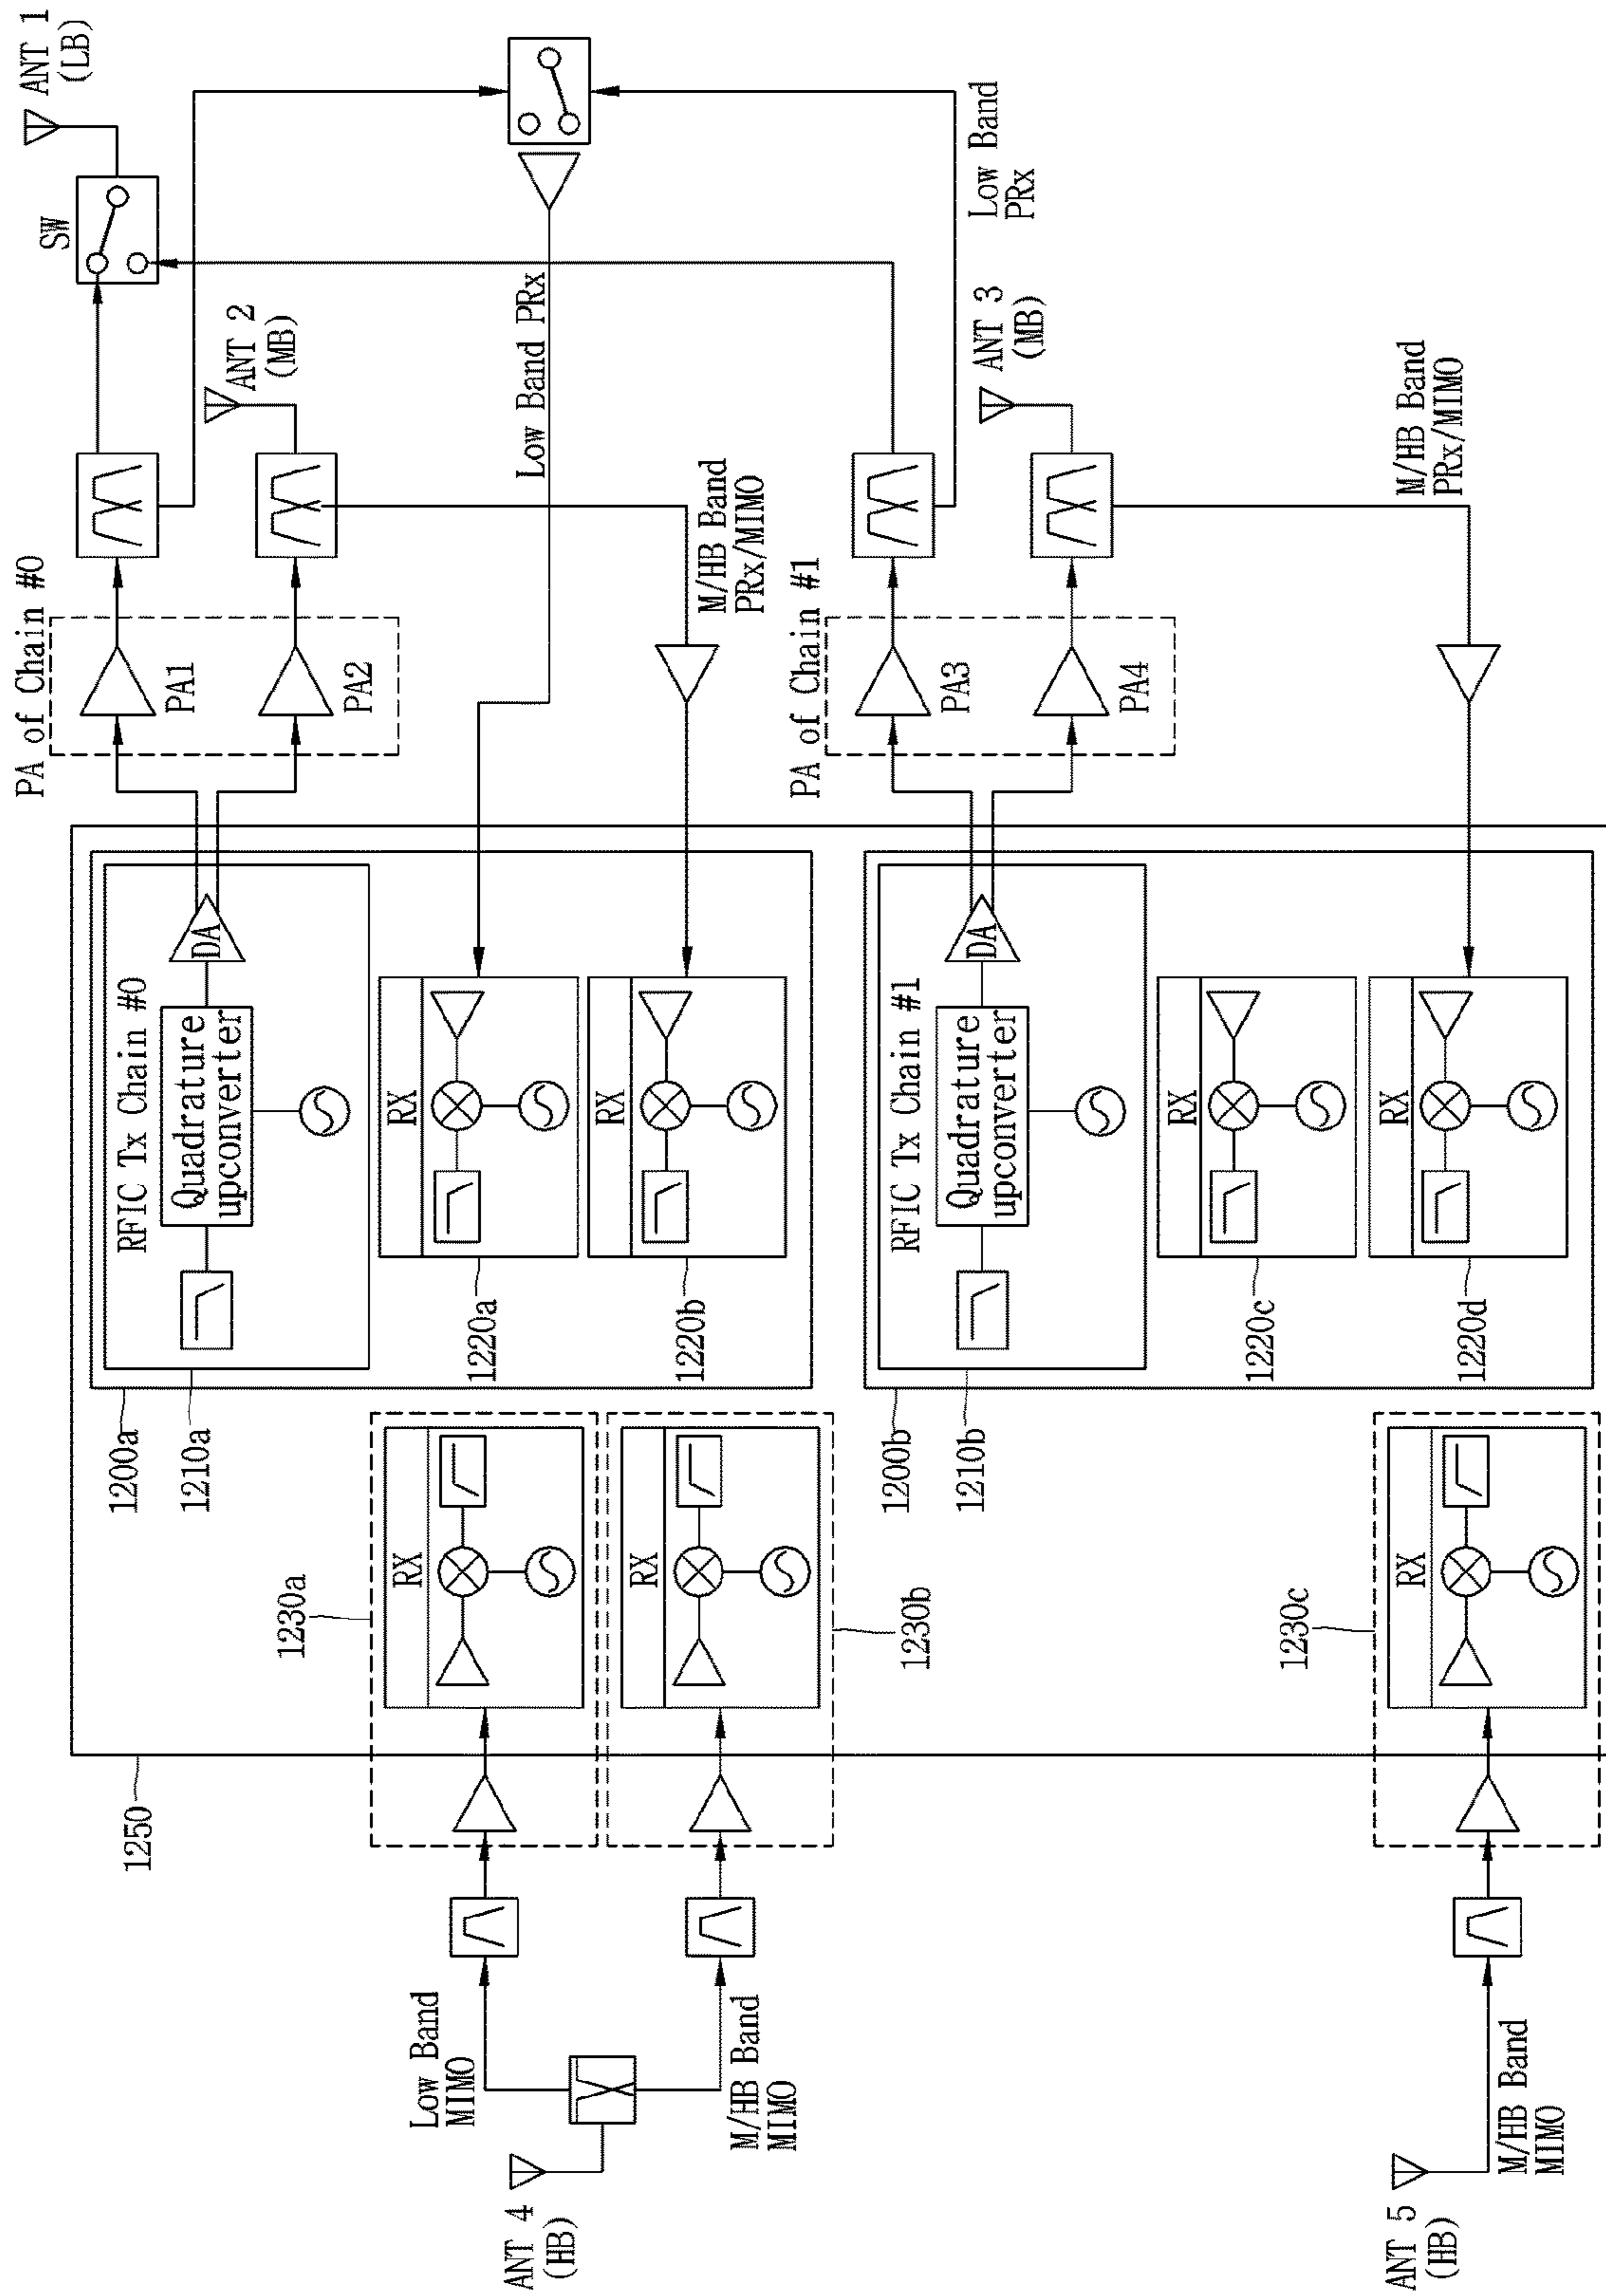 ANT 1
(LB)
SW
ANT 2
(MB)
PA of Chain #0
PA1
PA2
Low Band PRx
M/HB Band
PRx/MIMO
Low Band
PRx
ANT 3
(MB)
PA of Chain #1
PA3
PA4
M/HB Band
PRx/MIMO
RFIC Tx Chain #0
Quadrature
upconverter
DA
RX
RX
1200a
1210a
1220a
1220b
RFIC Tx Chain #1
Quadrature
upconverter
DA
RX
RX
1200b
1210b
1220c
1220d
RX
1230a
RX
1230b
RX
1230c
1250
Low Band
MIMO
M/HB Band
MIMO
ANT 4
(HB)
M/HB Band
MIMO
ANT 5
(HB)